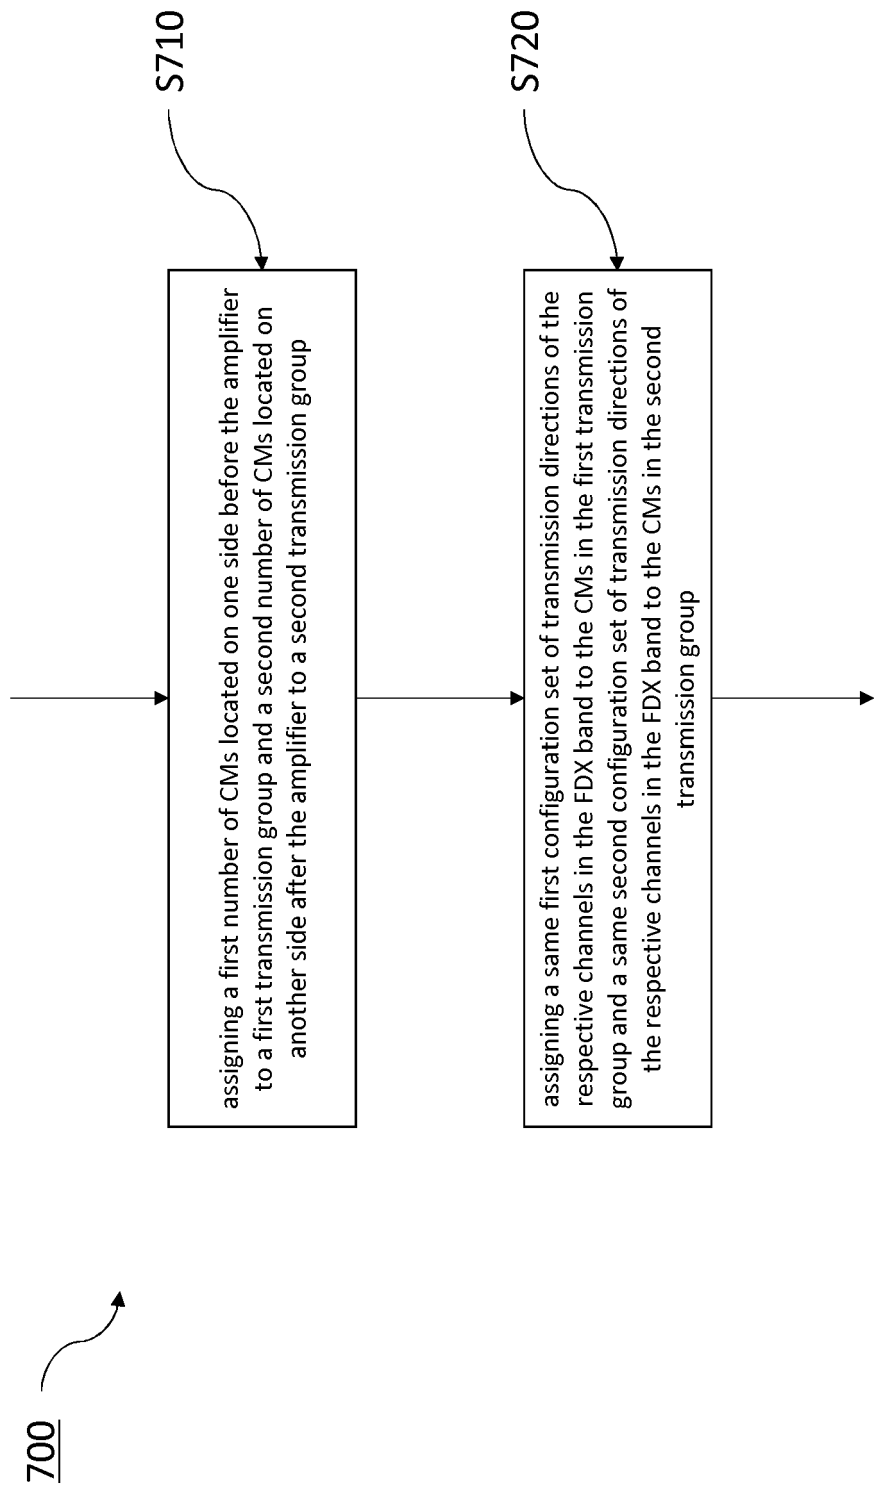 700
S710
assigning a first number of CMs located on one side before the amplifier
to a first transmission group and a second number of CMs located on
another side after the amplifier to a second transmission group
S720
assigning a same first configuration set of transmission directions of the
respective channels in the FDX band to the CMs in the first transmission
group and a same second configuration set of transmission directions of
the respective channels in the FDX band to the CMs in the second
transmission group